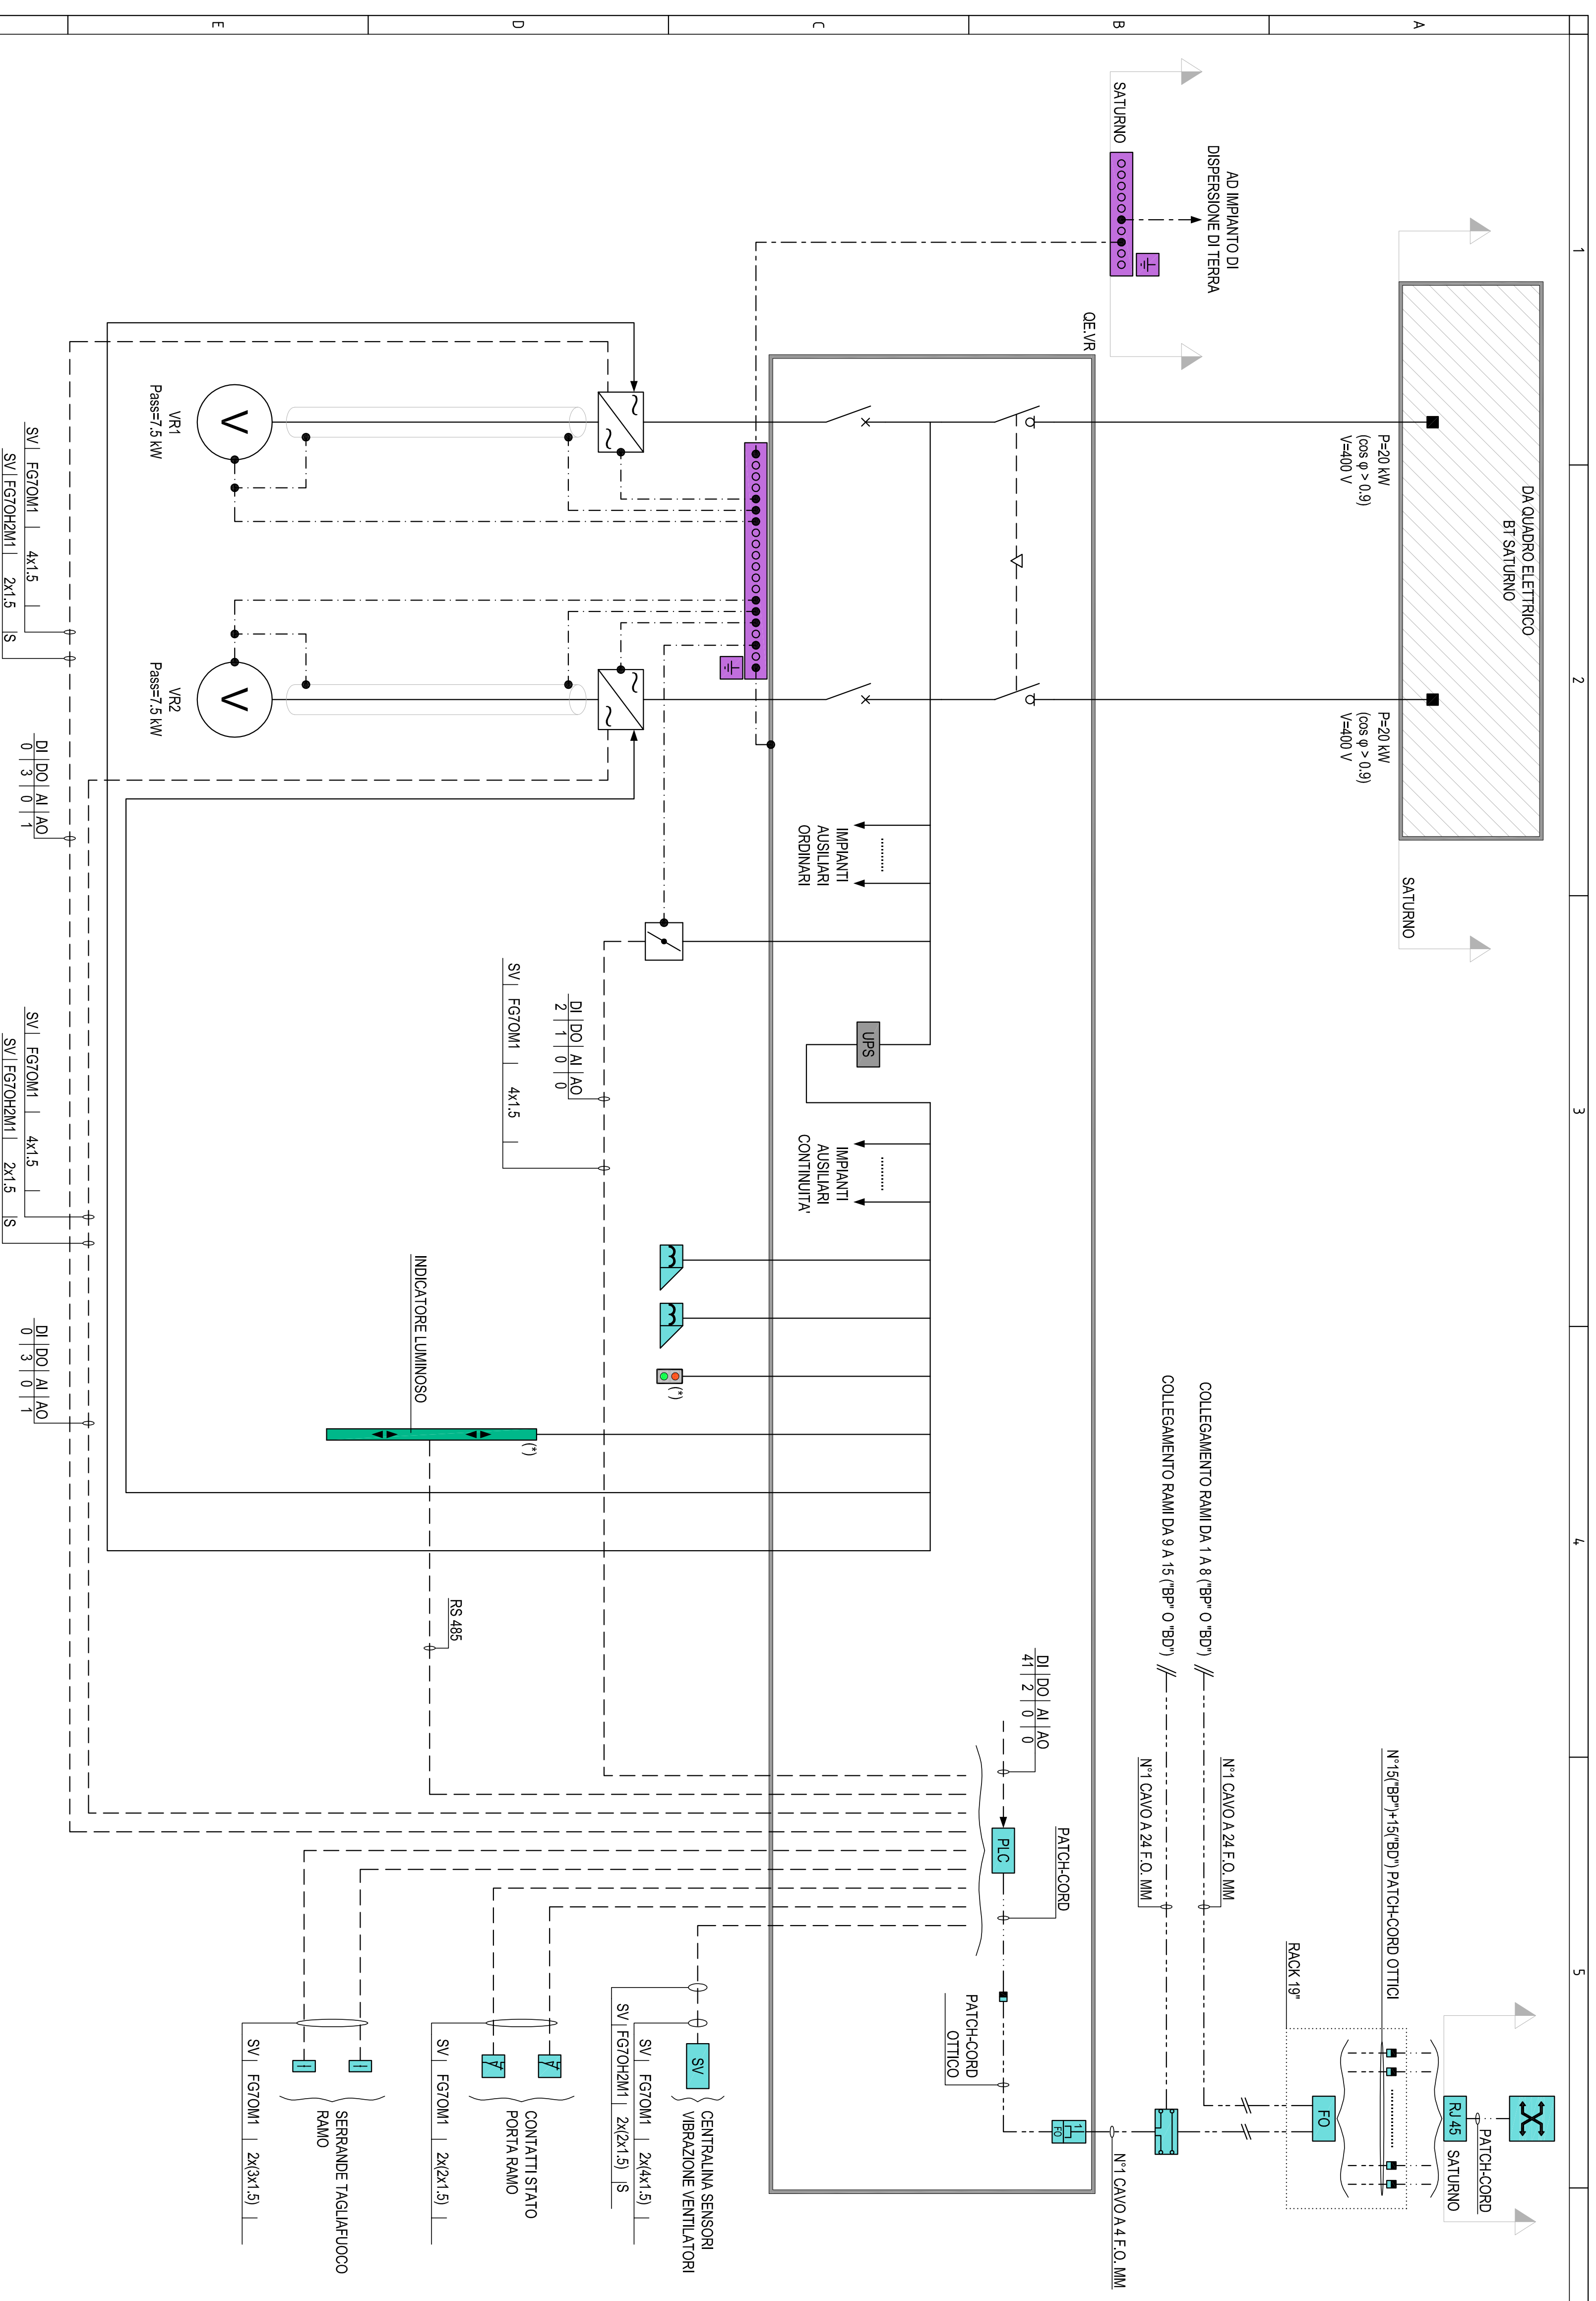 1
2
3
4
5
A
B
C
D
E
DA QUADRO ELETTRICO
BT SATURNO
SATURNO
P=20 kW
(cos φ > 0.9)
V=400 V
P=20 kW
(cos φ > 0.9)
V=400 V
AD IMPIANTO DI
DISPERSIONE DI TERRA
SATURNO
QE.VR
IMPIANTI
AUSILIARI
ORDINARI
UPS
IMPIANTI
AUSILIARI
CONTINUITA'
COLLEGAMENTO RAMI DA 1 A 8 ("BP" O "BD")
COLLEGAMENTO RAMI DA 9 A 15 ("BP" O "BD")
N°1 CAVO A 24 F.O. MM
N°1 CAVO A 24 F.O. MM
N°15("BP")+15("BD") PATCH-CORD OTTICI
RACK 19"
PATCH-CORD
RJ 45
SATURNO
FO
N°1 CAVO A 4 F.O. MM
1
FO
DI | DO | AI | AO
41 | 2 | 0 | 0
PLC
PATCH-CORD
PATCH-CORD
OTTICO
(*)
(*)
INDICATORE LUMINOSO
RS 485
DI | DO | AI | AO
2 | 1 | 0 | 0
SV | FG7OM1 | 4x1.5 |
V
VR1
Pass=7.5 kW
V
VR2
Pass=7.5 kW
SV
CENTRALINA SENSORI
VIBRAZIONE VENTILATORI
SV | FG7OM1 | 2x(4x1.5) |
SV | FG7OH2M1 | 2x(2x1.5) |S
CONTATTI STATO
PORTA RAMO
SV | FG7OM1 | 2x(2x1.5) |
SERRANDE TAGLIAFUOCO
RAMO
SV | FG7OM1 | 2x(3x1.5) |
SV | FG7OM1 | 4x1.5 |
SV | FG7OH2M1 | 2x1.5 |S
DI | DO | AI | AO
0 | 3 | 0 | 1
SV | FG7OM1 | 4x1.5 |
SV | FG7OH2M1 | 2x1.5 |S
DI | DO | AI | AO
0 | 3 | 0 | 1